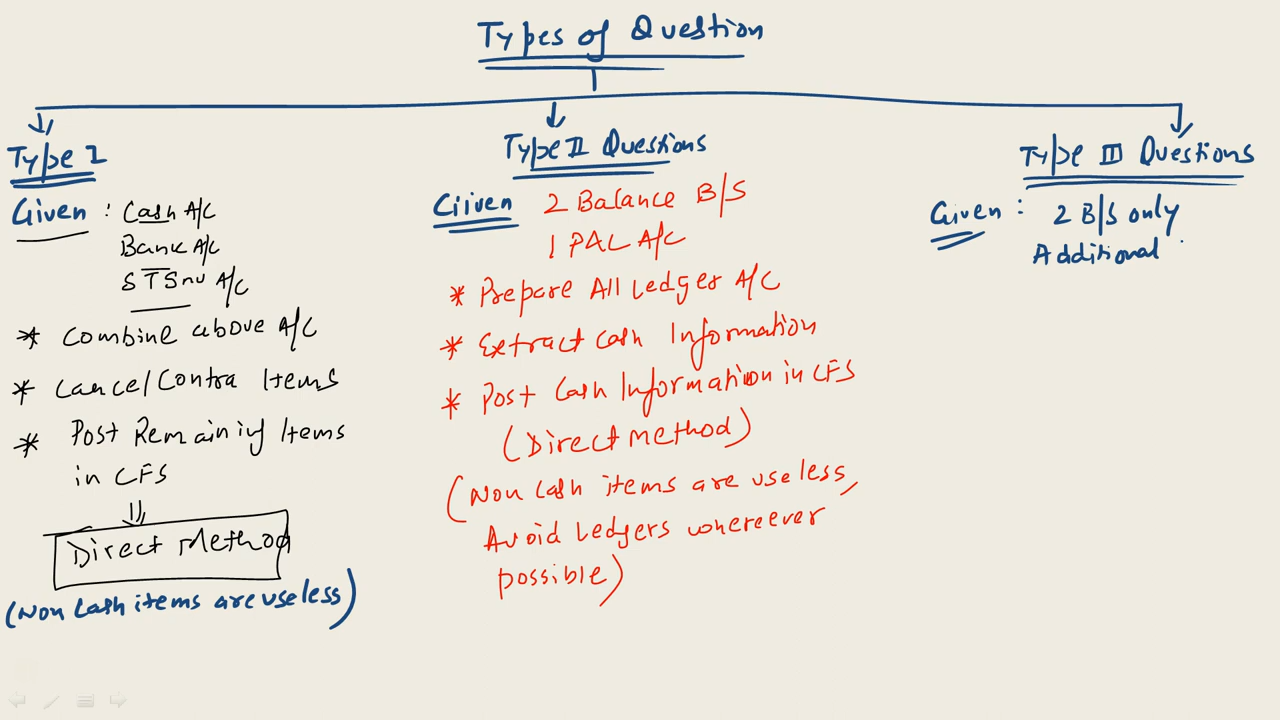 Types of Question
Type I
Given : Cash A/C
Bank A/C
A/C
* Combine above A/C
* Cancel Contra Items
* Post Remaining Items
in CFS
Direct Method
(Non Cash items are useless)
Type II Questions
Given 2 Balance B/S
1 P&L A/C
* Prepare All Ledger A/C
* Extract Cash Information
* Post Cash Information in CFS
(Direct Method)
(Non Cash items are useless,
Avoid Ledgers whereever
possible)
Type III Questions
Given : 2 B/S only
Additional